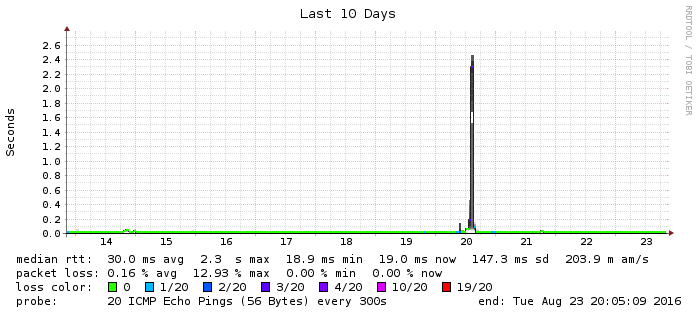 Last 10 Days
RRDTOOL / TOBI OETIKER
Seconds
2.6
2.4
2.2
2.0
1.8
1.6
1.4
1.2
1.0
0.8
0.6
0.4
0.2
0.0
14 15 16 17 18 19 20 21 22 23
median rtt: 30.0 ms avg 2.3 s max 18.9 ms min 19.0 ms now 147.3 ms sd 203.9 m am/s
packet loss: 0.16 % avg 12.93 % max 0.00 % min 0.00 % now
loss color: 0 1/20 2/20 3/20 4/20 10/20 19/20
probe: 20 ICMP Echo Pings (56 Bytes) every 300s end: Tue Aug 23 20:05:09 2016